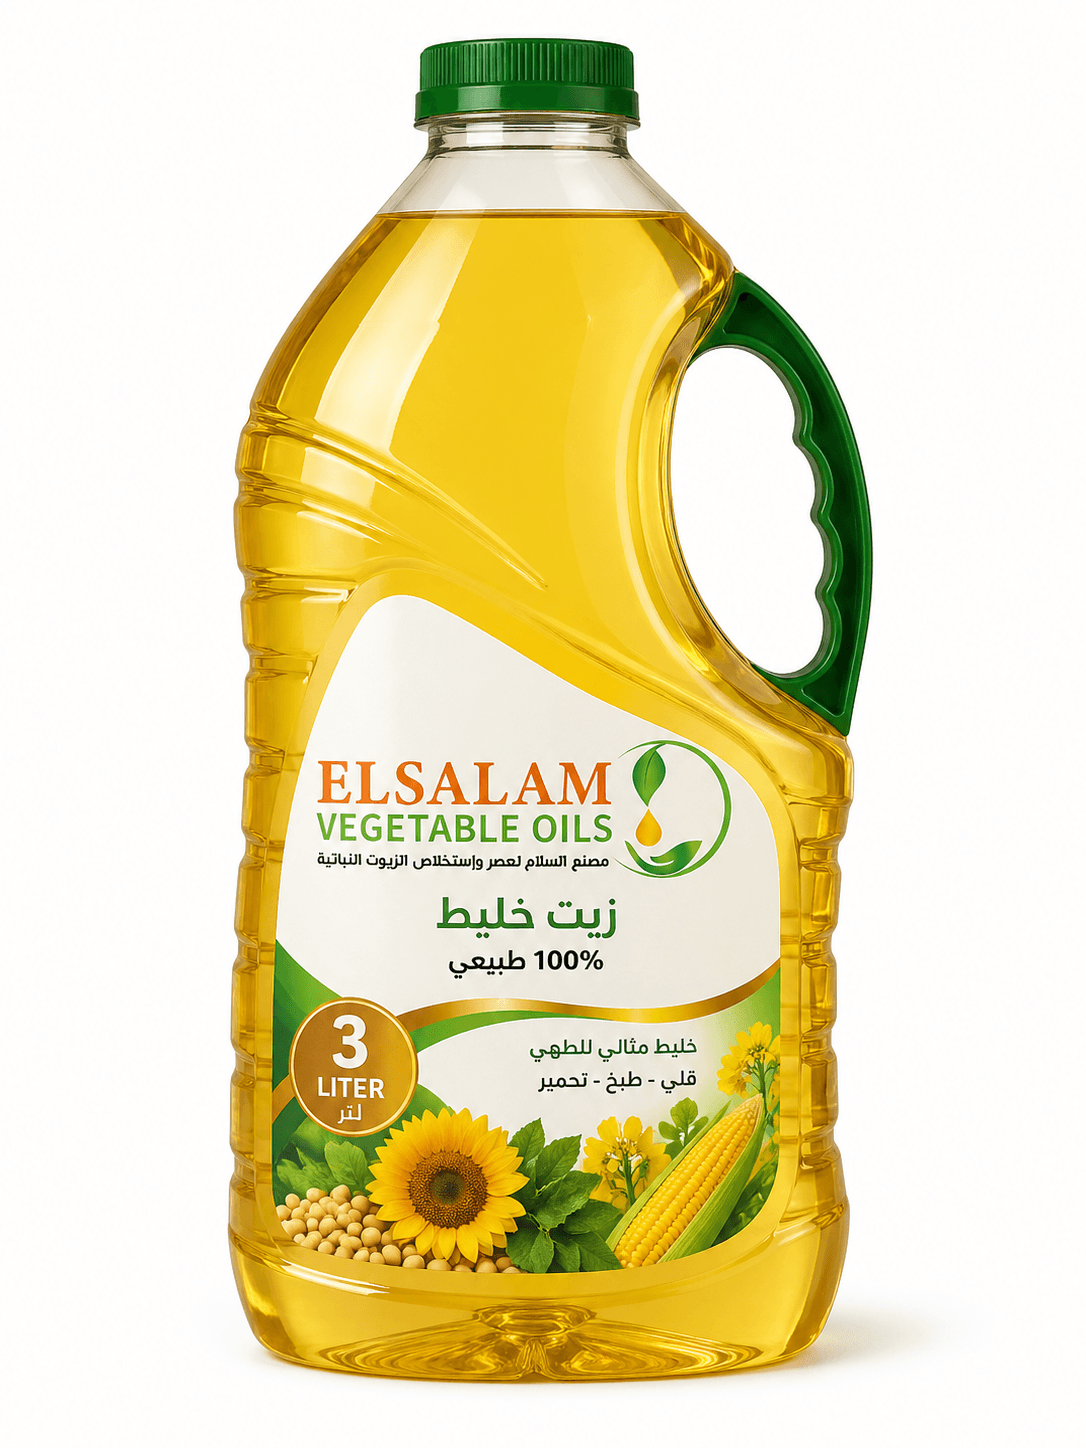 ELSALAM
VEGETABLE OILS
مصنع السلام لعصر وإستخلاص الزيوت النباتية
زيت خليط
100% طبيعي
3
LITER
لتر
خليط مثالي للطهي
قلي - طبخ - تحمير